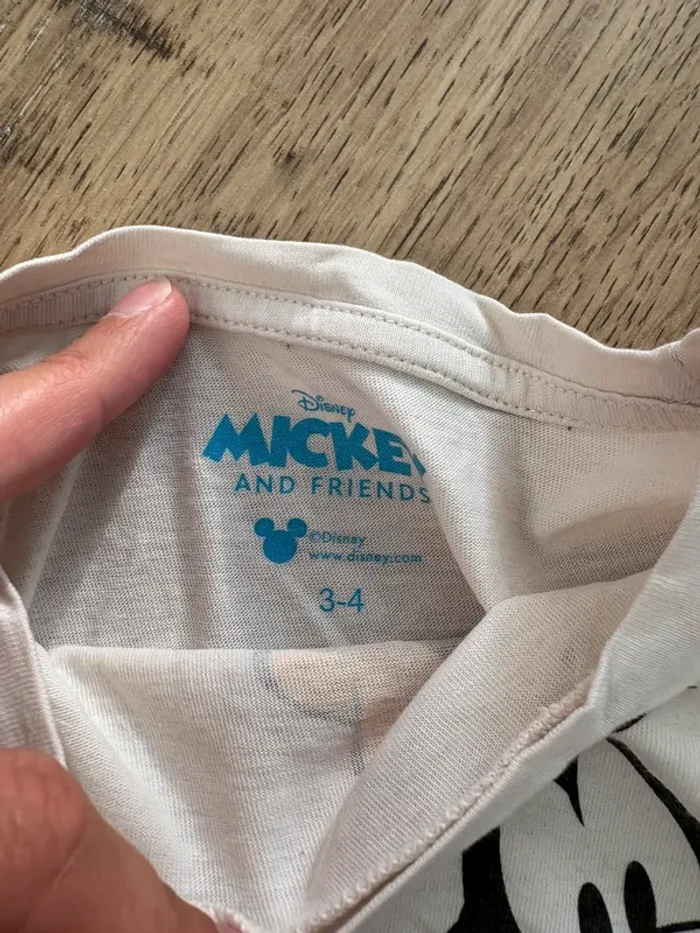 Disney
MICKEY
AND FRIENDS
©Disney
www.disney.com
3-4